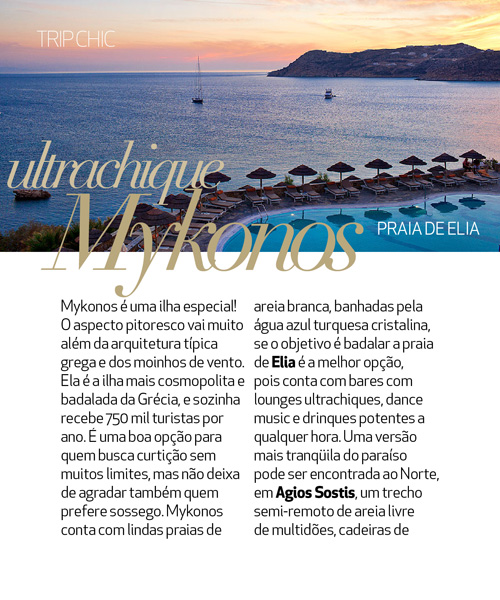 TRIP CHIC
ultrachique
Mykonos
PRAIA DE ELIA
Mykonos é uma ilha especial!
O aspecto pitoresco vai muito
além da arquitetura típica
grega e dos moinhos de vento.
Ela é a ilha mais cosmopolita e
badalada da Grécia, e sozinha
recebe 750 mil turistas por
ano. É uma boa opção para
quem busca curtição sem
muitos limites, mas não deixa
de agradar também quem
prefere sossego. Mykonos
conta com lindas praias de
areia branca, banhadas pela
água azul turquesa cristalina,
se o objetivo é badalar a praia
de Elia é a melhor opção,
pois conta com bares com
lounges ultrachiques, dance
music e drinques potentes a
qualquer hora. Uma versão
mais tranqüila do paraíso
pode ser encontrada ao Norte,
em Agios Sostis, um trecho
semi-remoto de areia livre
de multidões, cadeiras de